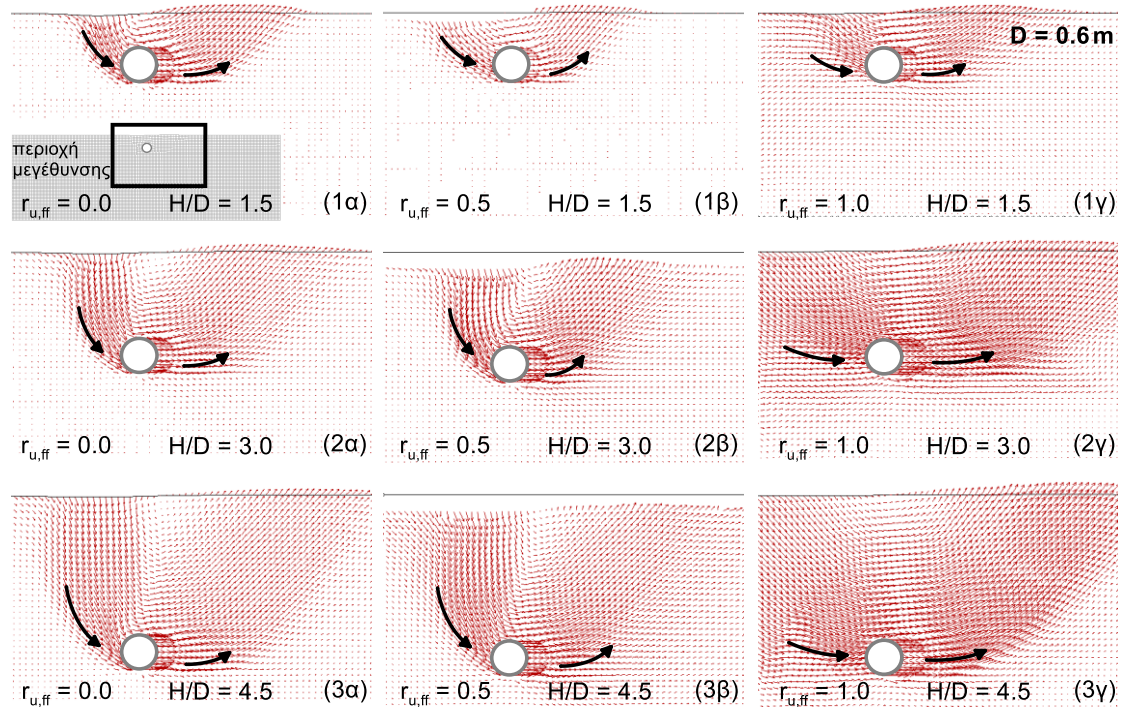 D = 0.6 m
περιοχή
μεγέθυνσης
r_u,ff = 0.0 H/D = 1.5 (1α)
r_u,ff = 0.5 H/D = 1.5 (1β)
r_u,ff = 1.0 H/D = 1.5 (1γ)
r_u,ff = 0.0 H/D = 3.0 (2α)
r_u,ff = 0.5 H/D = 3.0 (2β)
r_u,ff = 1.0 H/D = 3.0 (2γ)
r_u,ff = 0.0 H/D = 4.5 (3α)
r_u,ff = 0.5 H/D = 4.5 (3β)
r_u,ff = 1.0 H/D = 4.5 (3γ)